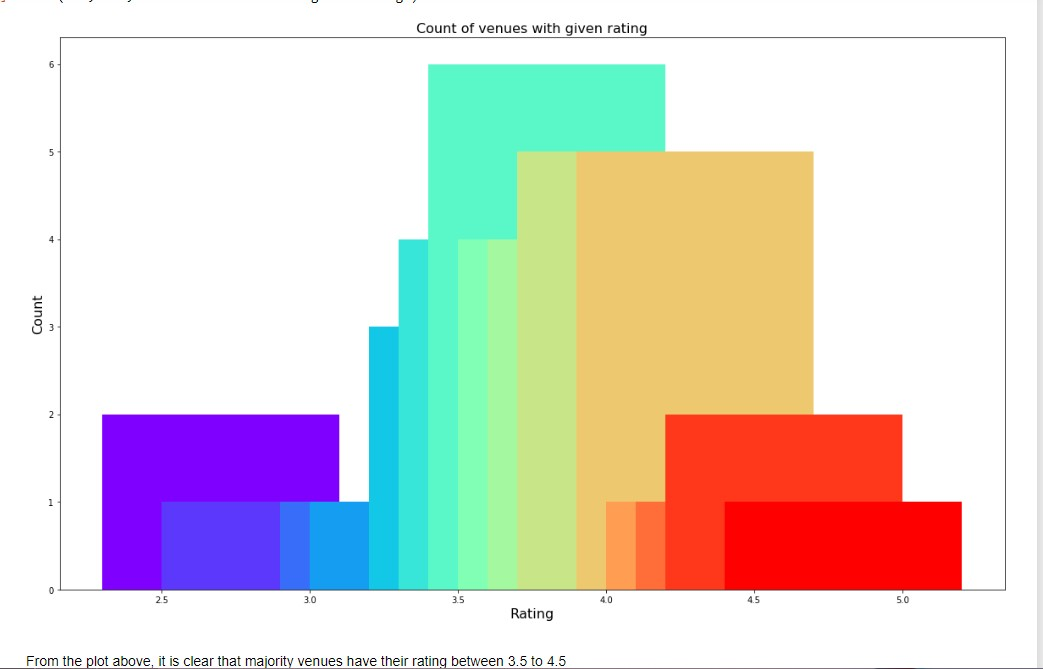 Count of venues with given rating
6
5
4
3
2
1
0
Count
2.5 3.0 3.5 4.0 4.5 5.0
Rating
From the plot above, it is clear that majority venues have their rating between 3.5 to 4.5